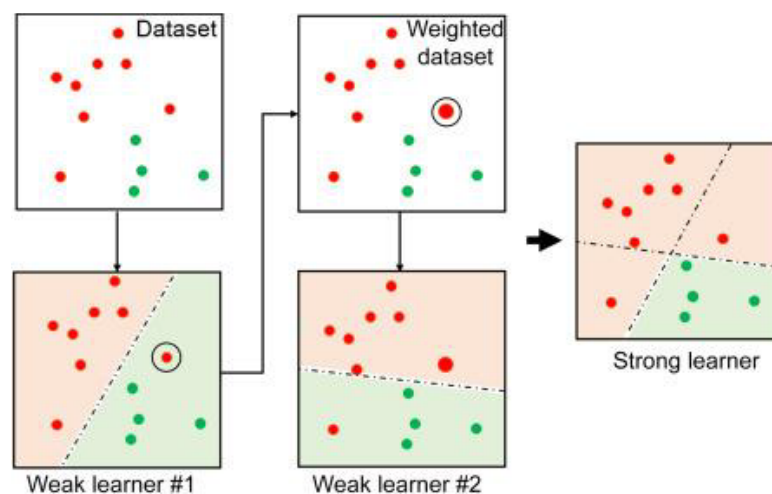 Dataset
Weighted
dataset
Weak learner #1
Weak learner #2
Strong learner